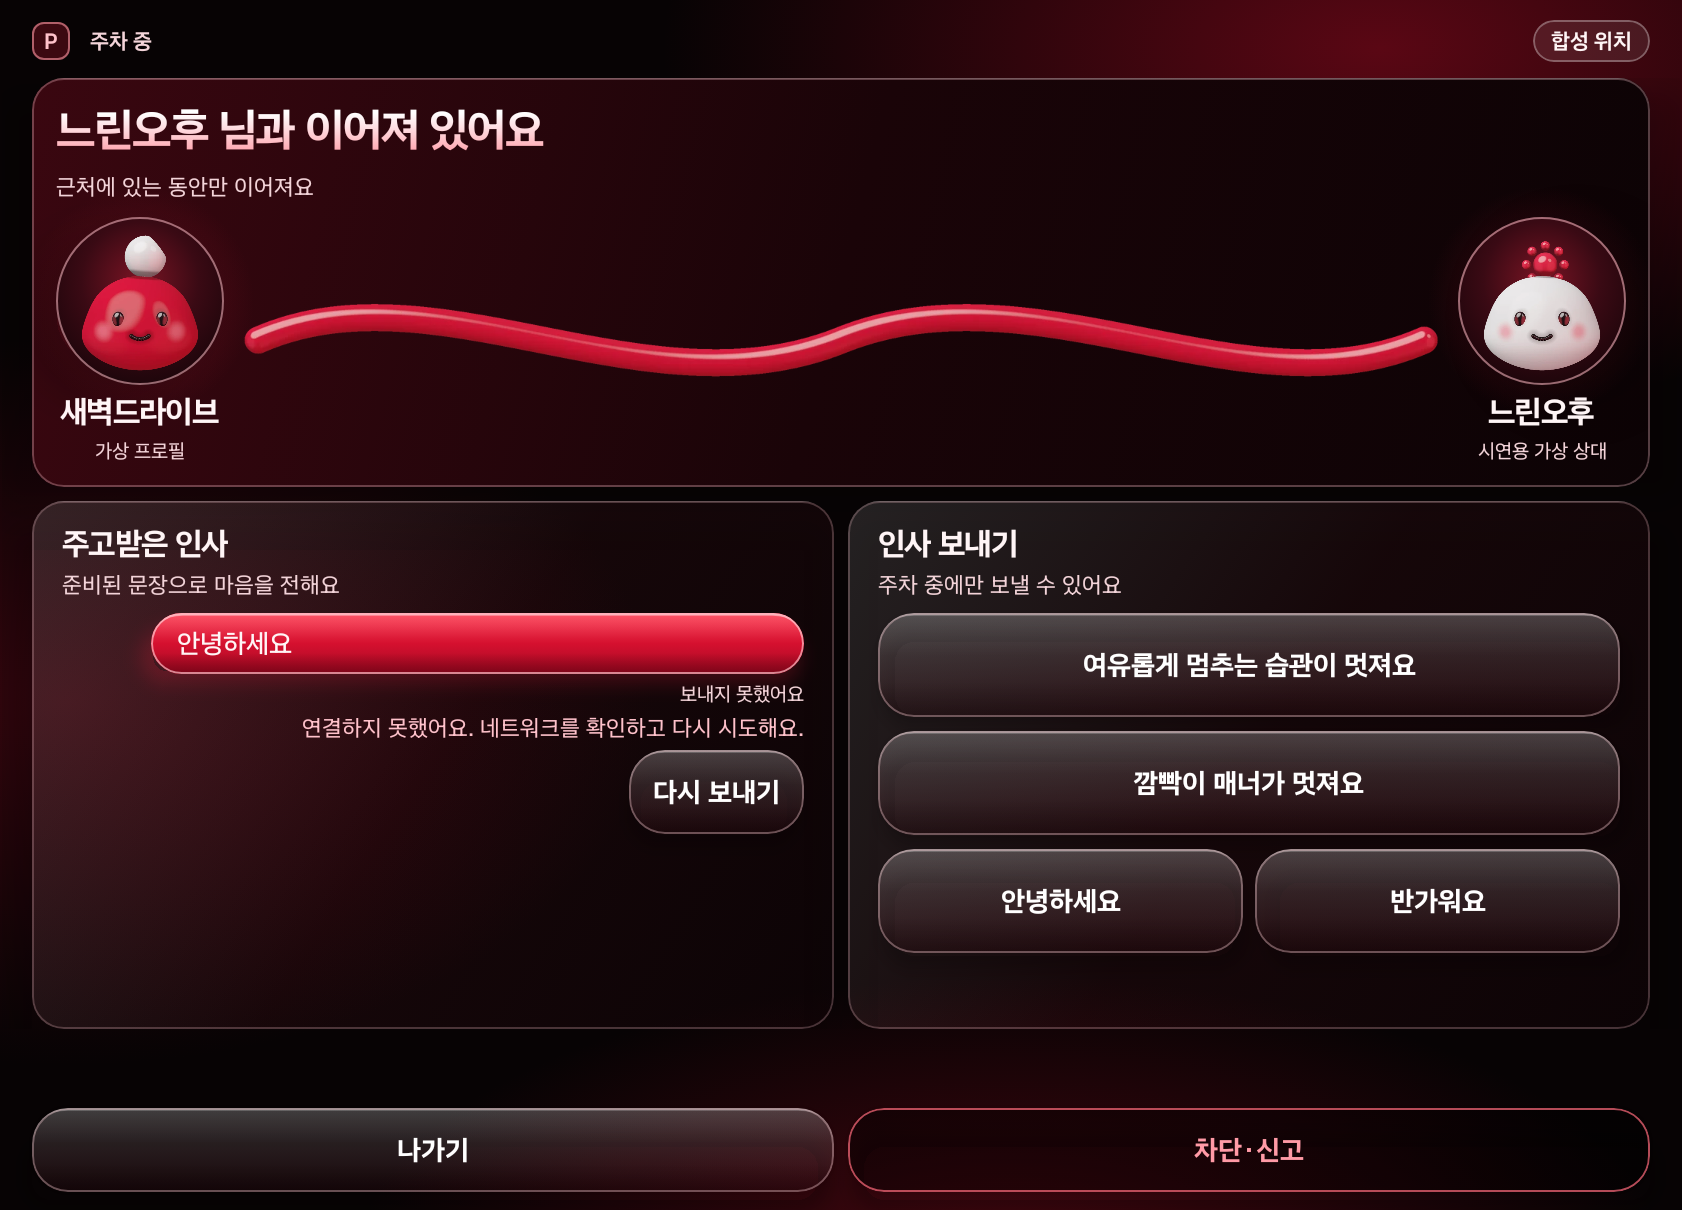 P 주차 중
합성 위치
느린오후 님과 이어져 있어요
근처에 있는 동안만 이어져요
새벽드라이브
가상 프로필
느린오후
시연용 가상 상대
주고받은 인사
준비된 문장으로 마음을 전해요
안녕하세요
보내지 못했어요
연결하지 못했어요. 네트워크를 확인하고 다시 시도해요.
다시 보내기
인사 보내기
주차 중에만 보낼 수 있어요
여유롭게 멈추는 습관이 멋져요
깜빡이 매너가 멋져요
안녕하세요
반가워요
나가기
차단·신고